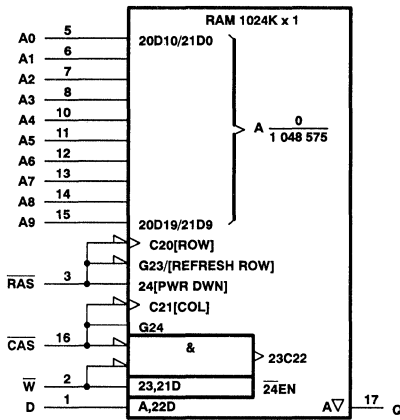 RAM 1024K x 1
A0 5 20D10/21D0
A1 6
A2 7
A3 8
A4 10
A 0
1 048 575
A5 11
A6 12
A7 13
A8 14
A9 15 20D19/21D9
C20[ROW]
G23/[REFRESH ROW]
RAS 3 24[PWR DWN]
C21[COL]
G24
CAS 16 &
23C22
W 2 23,21D 24EN
D 1 A,22D A▽ 17 Q